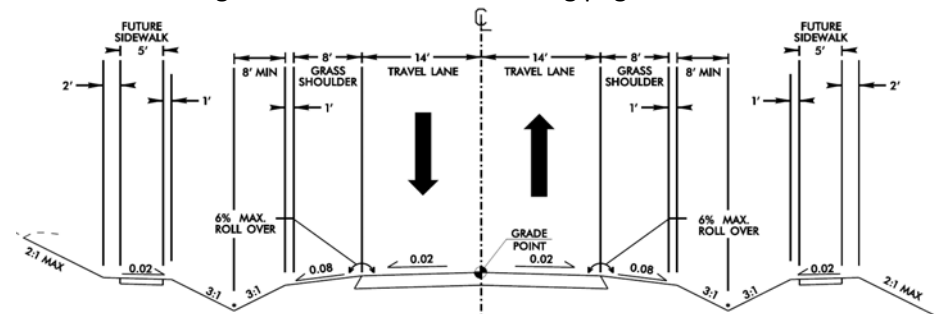 ℄
FUTURE
SIDEWALK
5'
2'
1'
8' MIN
8'
GRASS
SHOULDER
1'
14'
TRAVEL LANE
14'
TRAVEL LANE
8'
GRASS
SHOULDER
1'
8' MIN
FUTURE
SIDEWALK
5'
1'
2'
6% MAX.
ROLL OVER
6% MAX.
ROLL OVER
GRADE
POINT
2:1 MAX
0.02
3:1
3:1
0.08
0.02
0.02
0.08
3:1
3:1
0.02
2:1 MAX